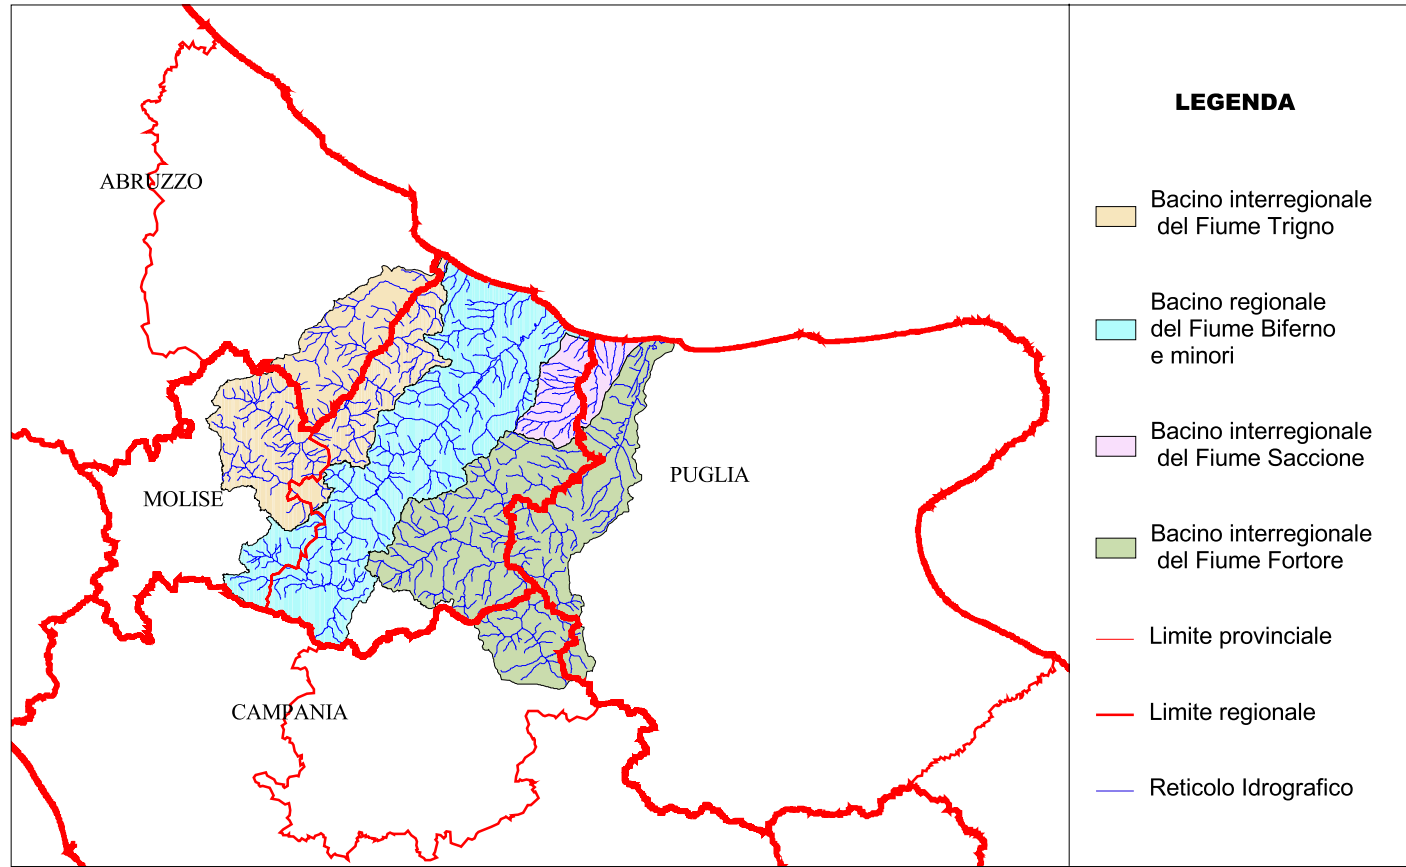 ABRUZZO
MOLISE
PUGLIA
CAMPANIA
LEGENDA
Bacino interregionale
del Fiume Trigno
Bacino regionale
del Fiume Biferno
e minori
Bacino interregionale
del Fiume Saccione
Bacino interregionale
del Fiume Fortore
Limite provinciale
Limite regionale
Reticolo Idrografico